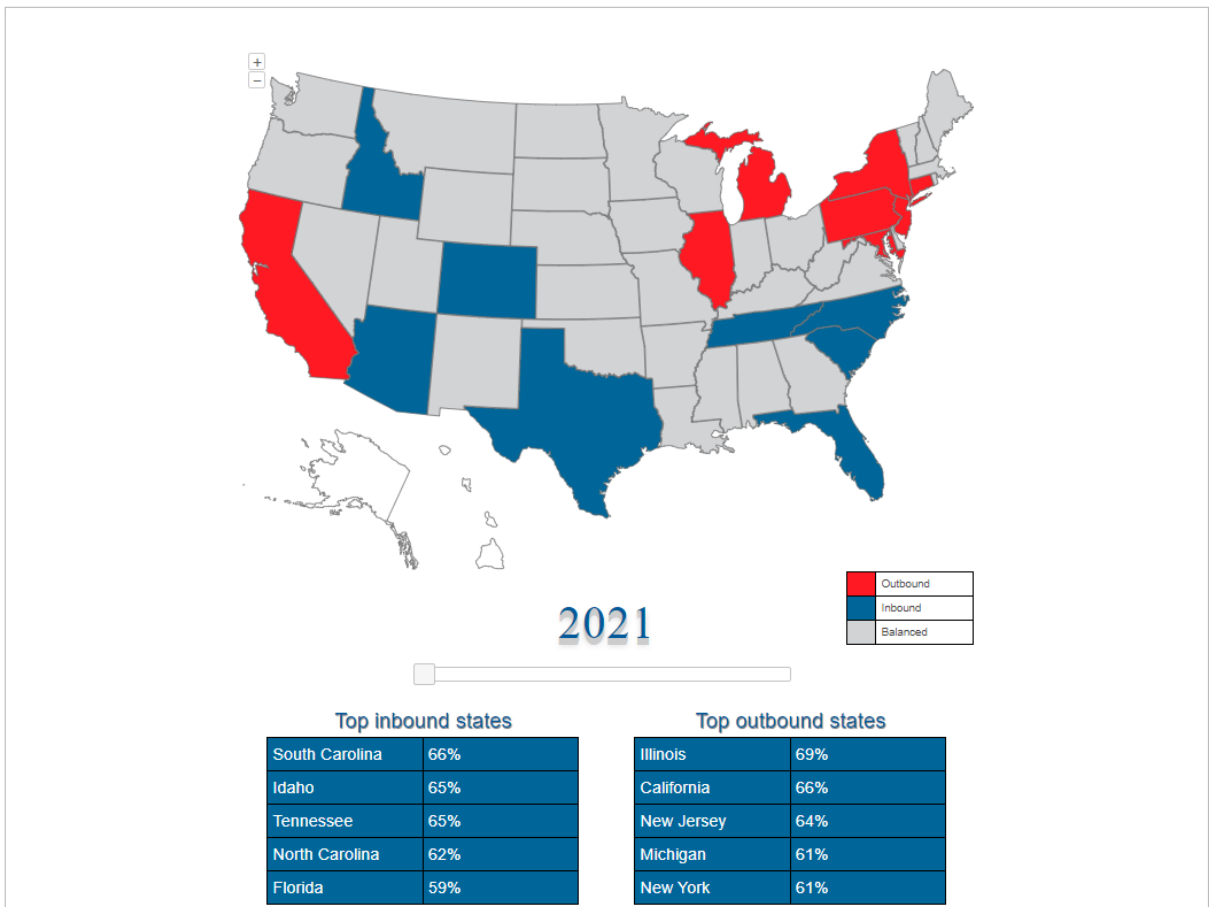 +
−
Outbound
Inbound
Balanced
2021
Top inbound states
South Carolina 66%
Idaho 65%
Tennessee 65%
North Carolina 62%
Florida 59%
Top outbound states
Illinois 69%
California 66%
New Jersey 64%
Michigan 61%
New York 61%